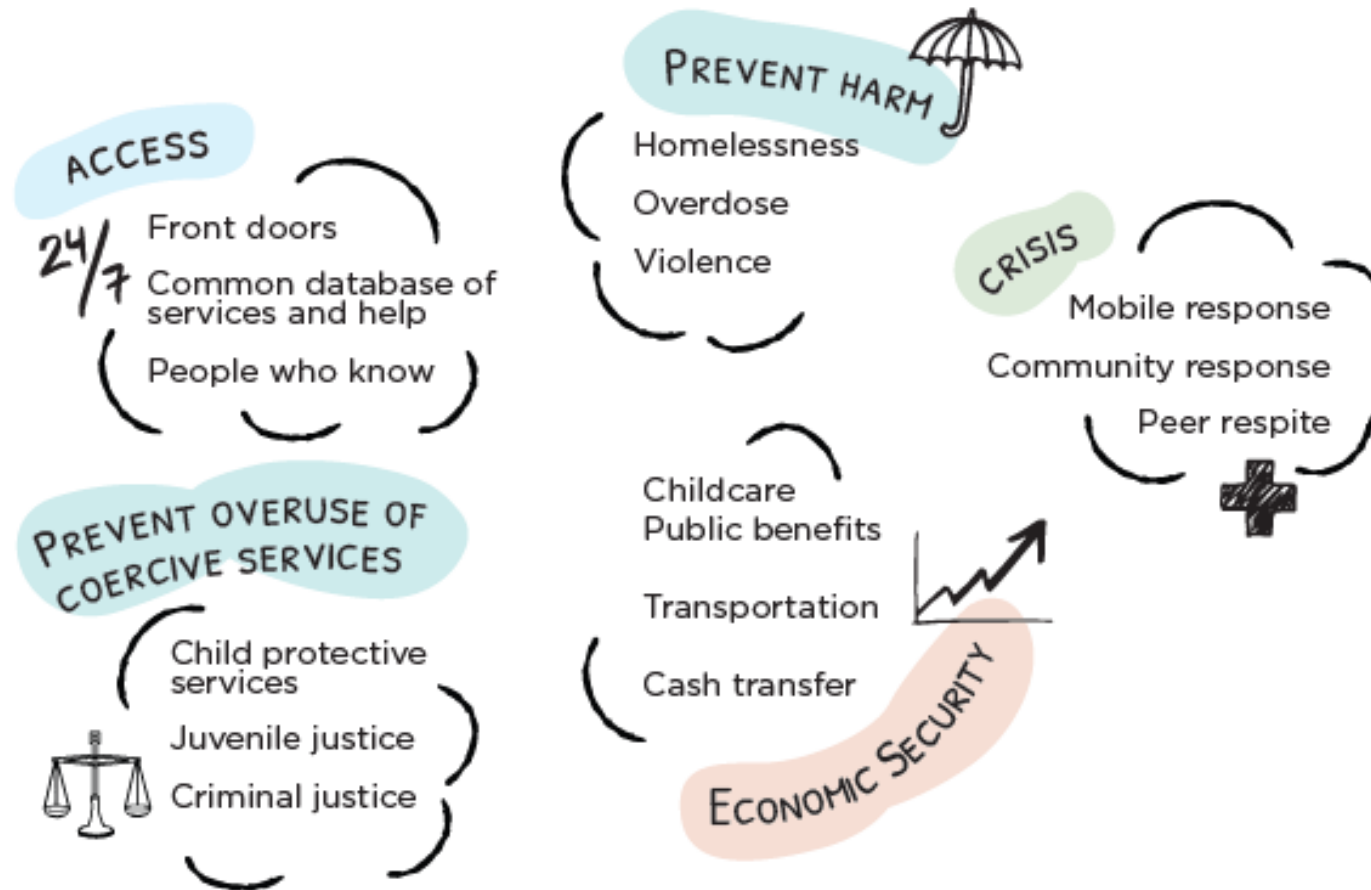 ACCESS
24/7
Front doors
Common database of
services and help
People who know
PREVENT HARM
Homelessness
Overdose
Violence
CRISIS
Mobile response
Community response
Peer respite
PREVENT OVERUSE OF
COERCIVE SERVICES
Child protective
services
Juvenile justice
Criminal justice
Childcare
Public benefits
Transportation
Cash transfer
ECONOMIC SECURITY